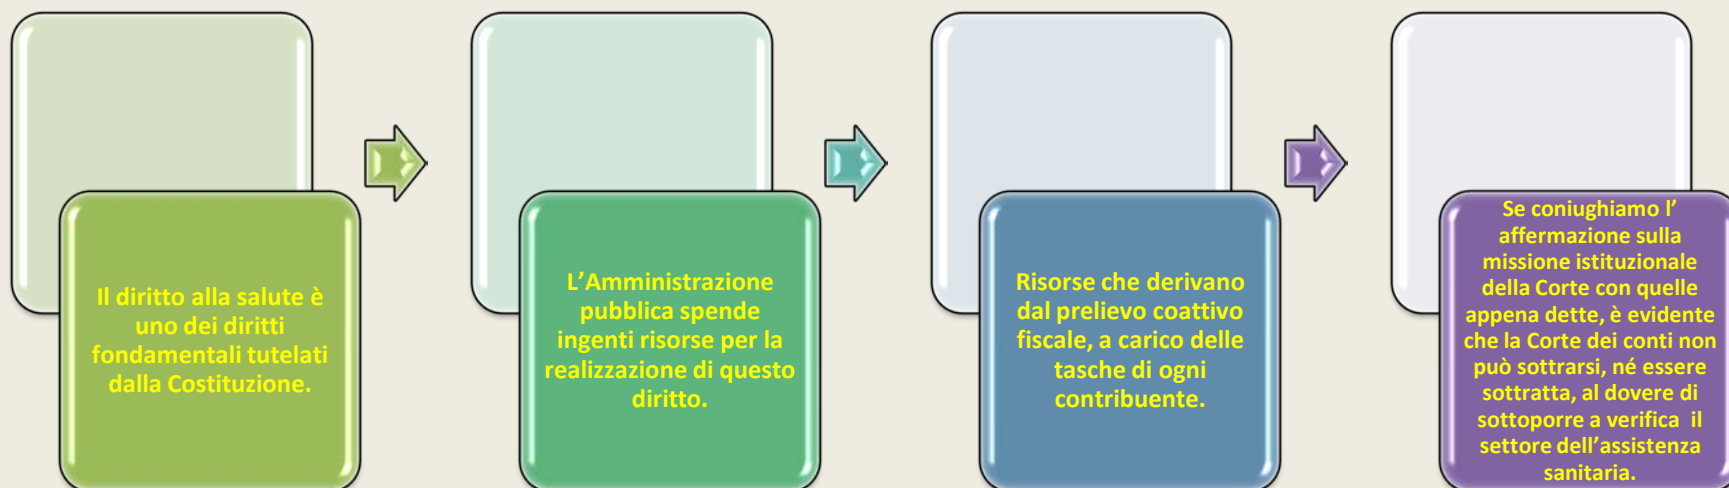 Il diritto alla salute è
uno dei diritti
fondamentali tutelati
dalla Costituzione.
L’Amministrazione
pubblica spende
ingenti risorse per la
realizzazione di questo
diritto.
Risorse che derivano
dal prelievo coattivo
fiscale, a carico delle
tasche di ogni
contribuente.
Se coniughiamo l’
affermazione sulla
missione istituzionale
della Corte con quelle
appena dette, è evidente
che la Corte dei conti non
può sottrarsi, né essere
sottratta, al dovere di
sottoporre a verifica  il
settore dell’assistenza
sanitaria.